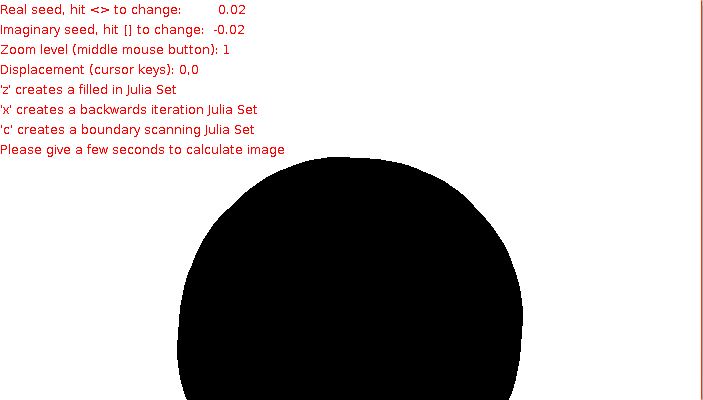 Real seed, hit <> to change: 0.02
Imaginary seed, hit [] to change: -0.02
Zoom level (middle mouse button): 1
Displacement (cursor keys): 0,0
'z' creates a filled in Julia Set
'x' creates a backwards iteration Julia Set
'c' creates a boundary scanning Julia Set
Please give a few seconds to calculate image